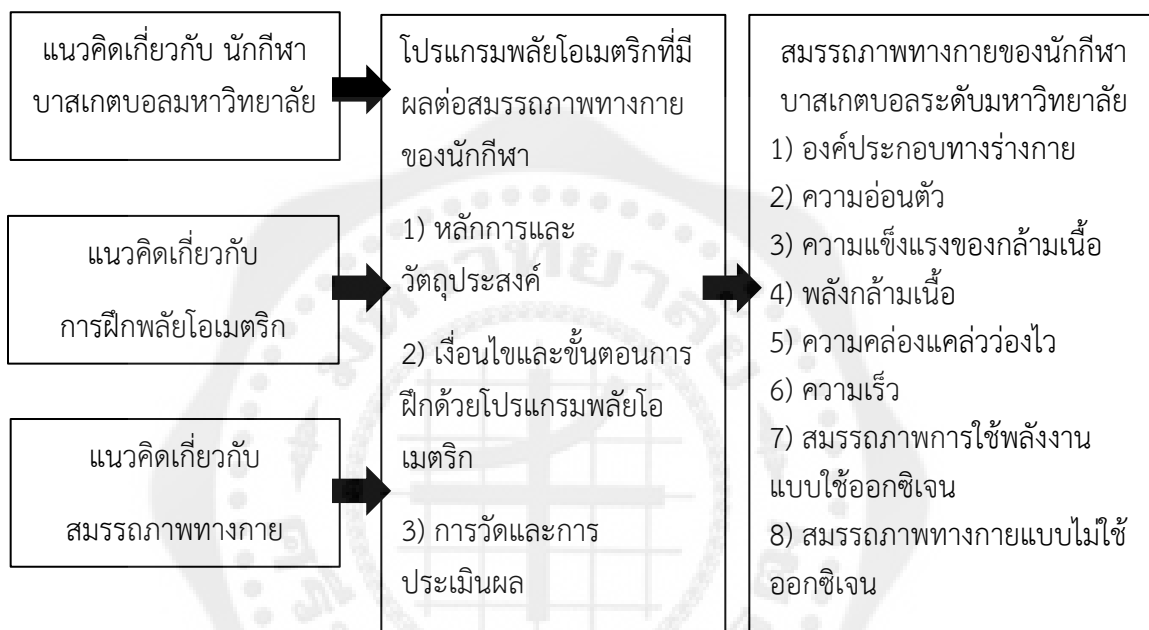 แนวคิดเกี่ยวกับ นักกีฬา
บาสเกตบอลมหาวิทยาลัย
แนวคิดเกี่ยวกับ
การฝึกพลัยโอเมตริก
แนวคิดเกี่ยวกับ
สมรรถภาพทางกาย
โปรแกรมพลัยโอเมตริกที่มี
ผลต่อสมรรถภาพทางกาย
ของนักกีฬา
1) หลักการและ
วัตถุประสงค์
2) เงื่อนไขและขั้นตอนการ
ฝึกด้วยโปรแกรมพลัยโอ
เมตริก
3) การวัดและการ
ประเมินผล
สมรรถภาพทางกายของนักกีฬา
บาสเกตบอลระดับมหาวิทยาลัย
1) องค์ประกอบทางร่างกาย
2) ความอ่อนตัว
3) ความแข็งแรงของกล้ามเนื้อ
4) พลังกล้ามเนื้อ
5) ความคล่องแคล่วว่องไว
6) ความเร็ว
7) สมรรถภาพการใช้พลังงาน
แบบใช้ออกซิเจน
8) สมรรถภาพทางกายแบบไม่ใช้
ออกซิเจน